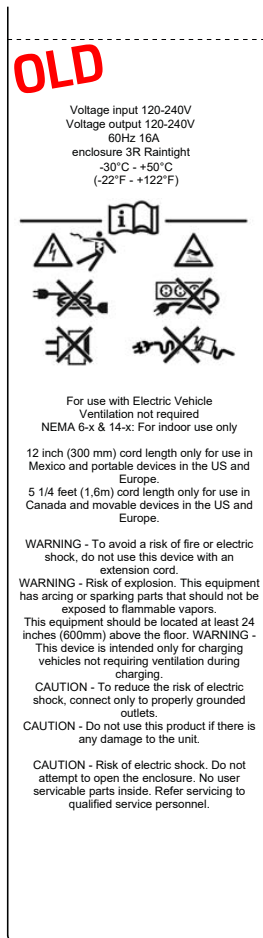 OLD
Voltage input 120-240V
Voltage output 120-240V
60Hz 16A
enclosure 3R Raintight
-30°C - +50°C
(-22°F - +122°F)
For use with Electric Vehicle
Ventilation not required
NEMA 6-x & 14-x: For indoor use only
12 inch (300 mm) cord length only for use in
Mexico and portable devices in the US and
Europe.
5 1/4 feet (1,6m) cord length only for use in
Canada and movable devices in the US and
Europe.
WARNING - To avoid a risk of fire or electric
shock, do not use this device with an
extension cord.
WARNING - Risk of explosion. This equipment
has arcing or sparking parts that should not be
exposed to flammable vapors.
This equipment should be located at least 24
inches (600mm) above the floor. WARNING -
This device is intended only for charging
vehicles not requiring ventilation during
charging.
CAUTION - To reduce the risk of electric
shock, connect only to properly grounded
outlets.
CAUTION - Do not use this product if there is
any damage to the unit.
CAUTION - Risk of electric shock. Do not
attempt to open the enclosure. No user
servicable parts inside. Refer servicing to
qualified service personnel.